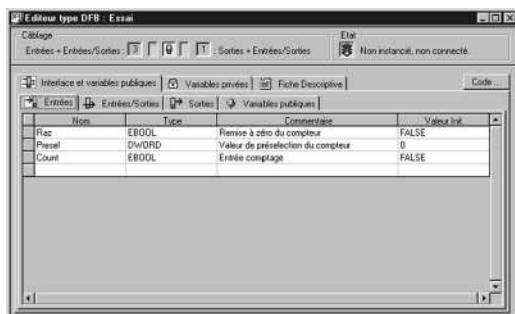 Editeur type DFB : Essai
Câblage
Entrées + Entrées/Sorties : 3 0 1 : Sorties + Entrées/Sorties
Etat
Non instancié, non connecté.
Interface et variables publiques Variables privées Fiche Descriptive Code...
Entrées Entrées/Sorties Sorties Variables publiques
Nom Type Commentaire Valeur Init.
Raz EBOOL Remise à zéro du compteur FALSE
Presel DWORD Valeur de préselection du compteur 0
Count EBOOL Entrée comptage FALSE